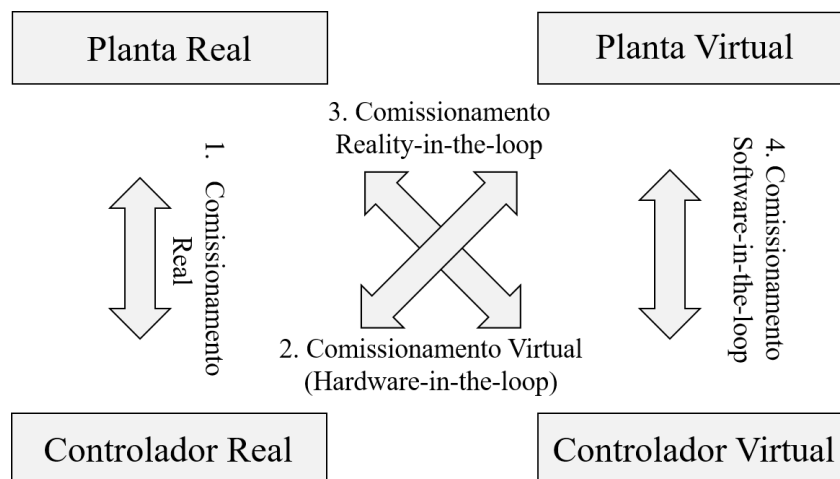 Planta Real
Planta Virtual
3. Comissionamento
Reality-in-the-loop
1. Comissionamento
Real
4. Comissionamento
Software-in-the-loop
2. Comissionamento Virtual
(Hardware-in-the-loop)
Controlador Real
Controlador Virtual